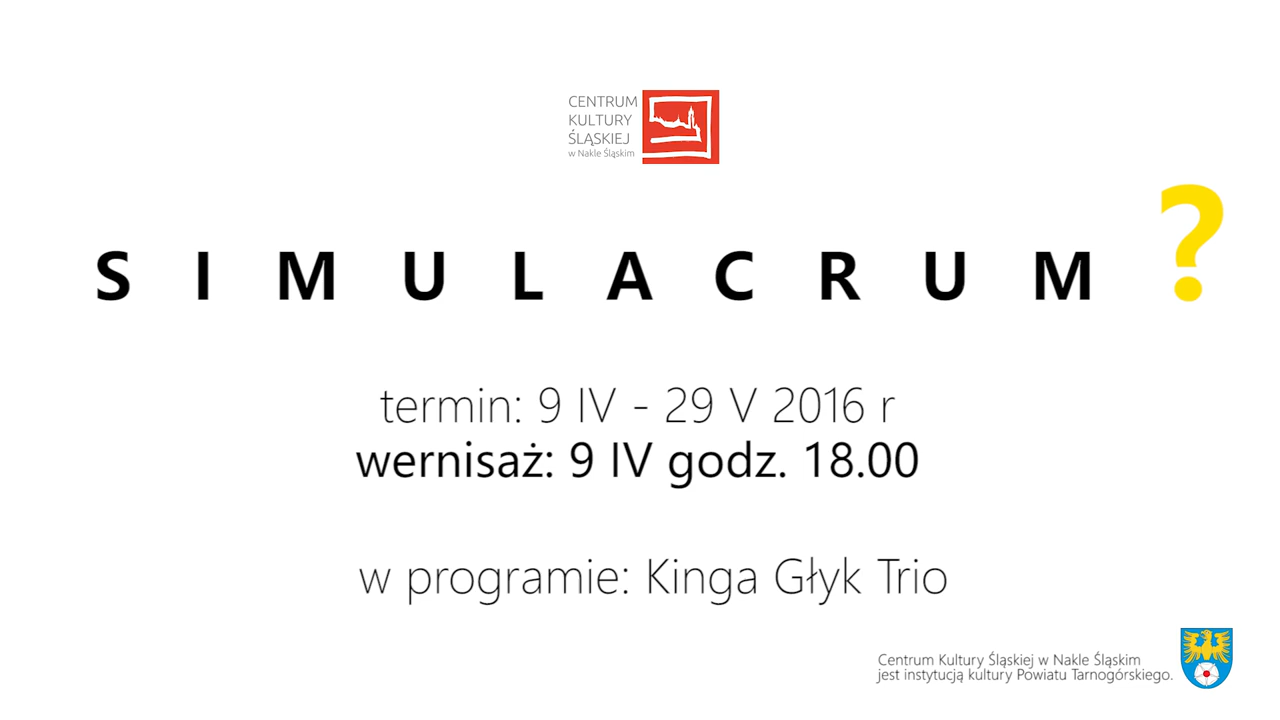 CENTRUM
KULTURY
ŚLĄSKIEJ
w Nakle Śląskim
SIMULACRUM?
termin: 9 IV - 29 V 2016 r
wernisaż: 9 IV godz. 18.00
w programie: Kinga Głyk Trio
Centrum Kultury Śląskiej w Nakle Śląskim
jest instytucją kultury Powiatu Tarnogórskiego.